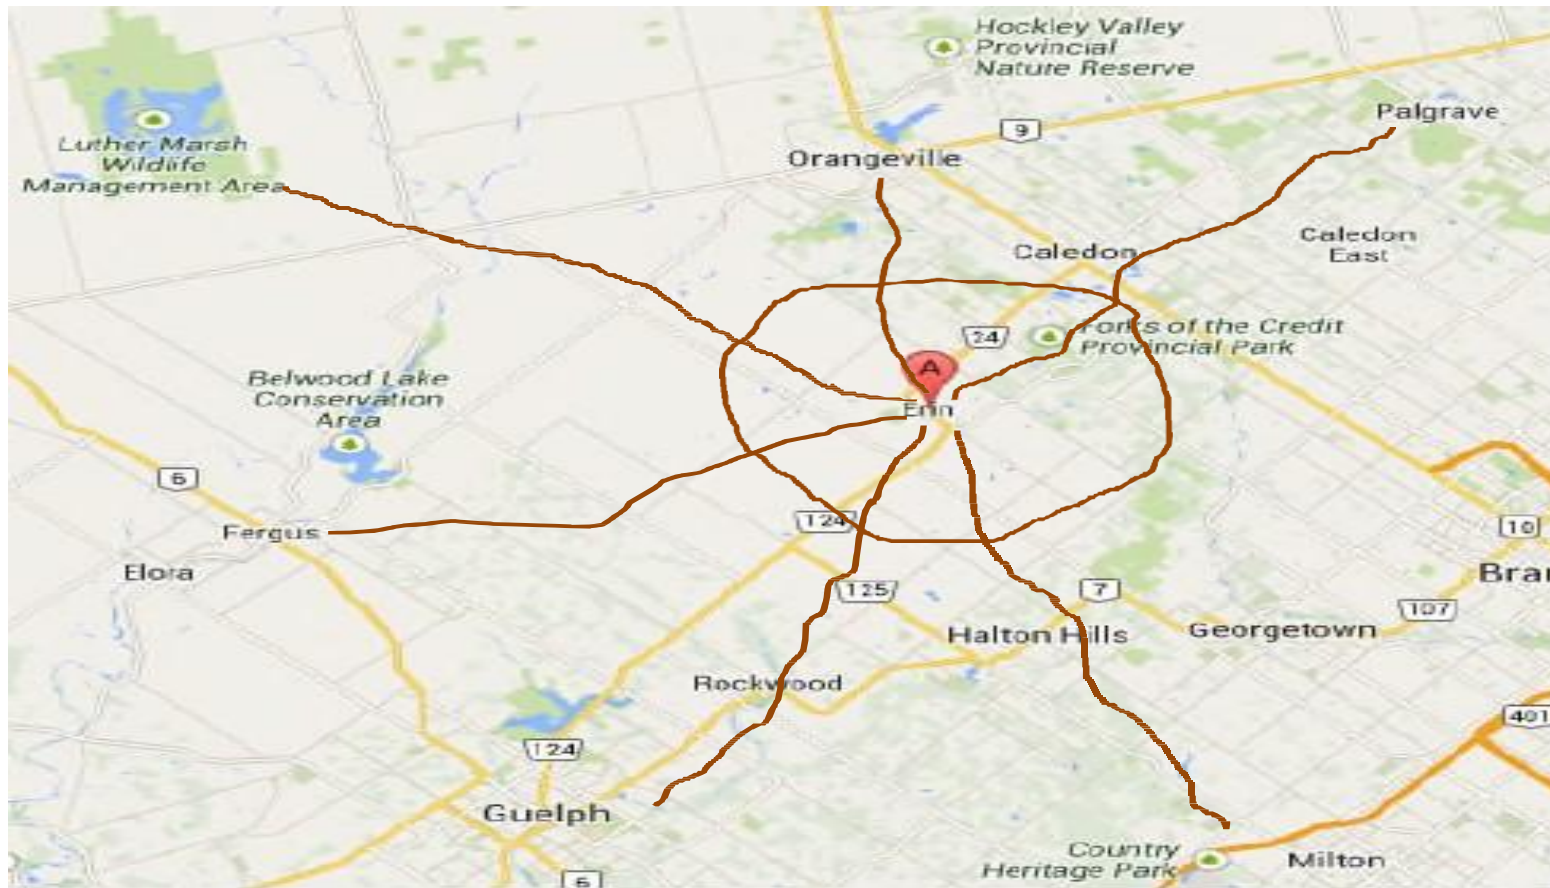 Hockley Valley
Provincial
Nature Reserve
Palgrave
9
Luther Marsh
Wildlife
Management Area
Orangeville
Caledon
Caledon
East
24
Forks of the Credit
Provincial Park
A
Erin
Belwood Lake
Conservation
Area
6
Fergus
124
10
Elora
125
7
Bra
107
Halton Hills
Georgetown
Rockwood
401
124
Guelph
Country
Heritage Park
Milton
6